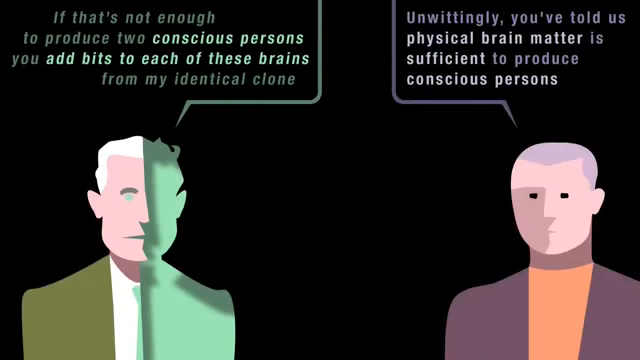 If that's not enough
to produce two conscious persons
you add bits to each of these brains
from my identical clone
Unwittingly, you've told us
physical brain matter is
sufficient to produce
conscious persons